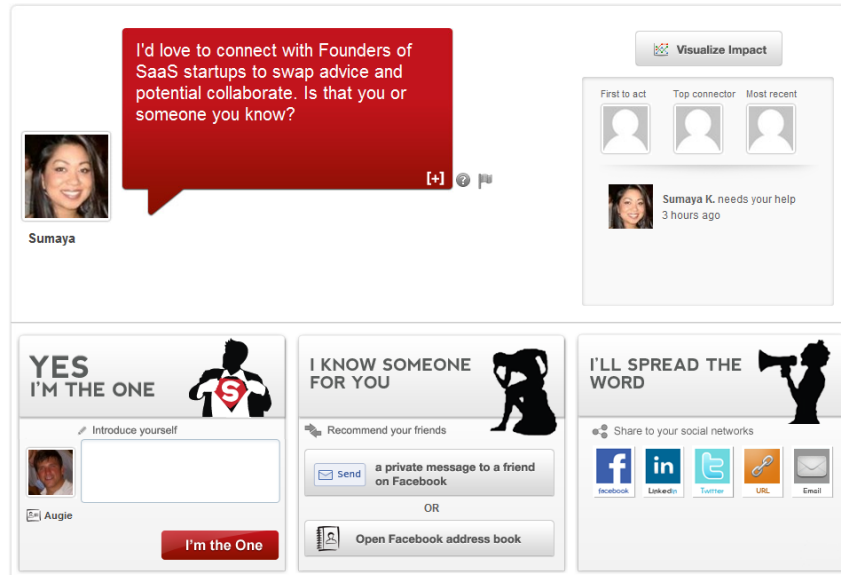 I'd love to connect with Founders of
SaaS startups to swap advice and
potential collaborate. Is that you or
someone you know?
[+]
?
Sumaya
Visualize Impact
First to act
Top connector
Most recent
Sumaya K. needs your help
3 hours ago
YES
I'M THE ONE
S
Introduce yourself
Augie
I'm the One
I KNOW SOMEONE
FOR YOU
Recommend your friends
Send
a private message to a friend
on Facebook
OR
Open Facebook address book
I'LL SPREAD THE
WORD
Share to your social networks
facebook
LinkedIn
Twitter
URL
Email